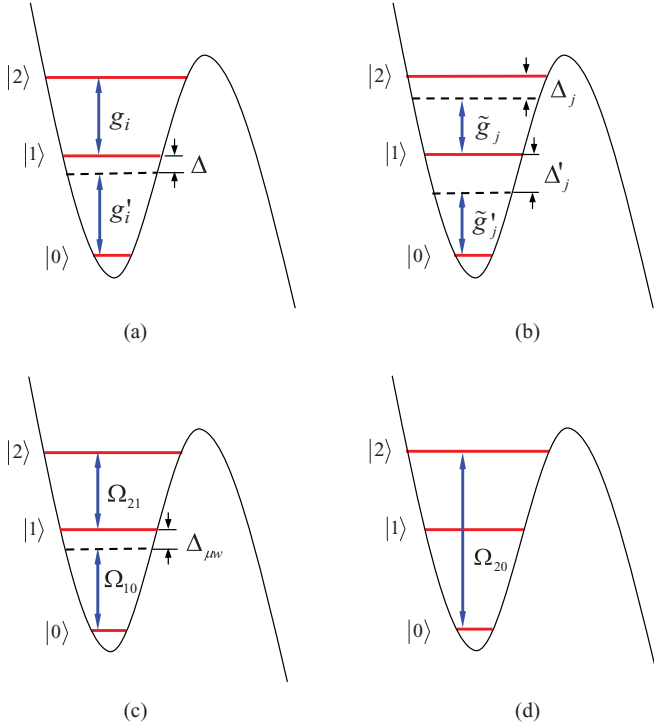 |2⟩
g_i
|1⟩
Δ
g_i'
|0⟩
(a)
|2⟩
Δ_j
g̃_j
|1⟩
Δ'_j
g̃'_j
|0⟩
(b)
|2⟩
Ω_21
|1⟩
Δ_μw
Ω_10
|0⟩
(c)
|2⟩
|1⟩
Ω_20
|0⟩
(d)